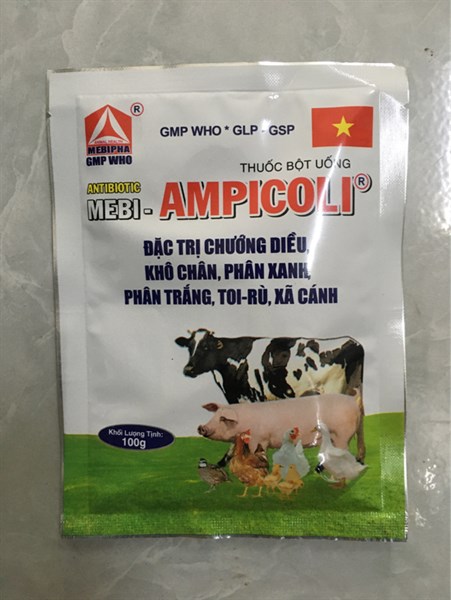 ®
MEBIPHA
GMP WHO
GMP WHO * GLP - GSP
THUỐC BỘT UỐNG
ANTIBIOTIC
MEBI - AMPICOLI®
ĐẶC TRỊ CHƯỚNG DIỀU,
KHÔ CHÂN, PHÂN XANH,
PHÂN TRẮNG, TOI-RÙ, XÃ CÁNH
Khối Lượng Tịnh:
100g